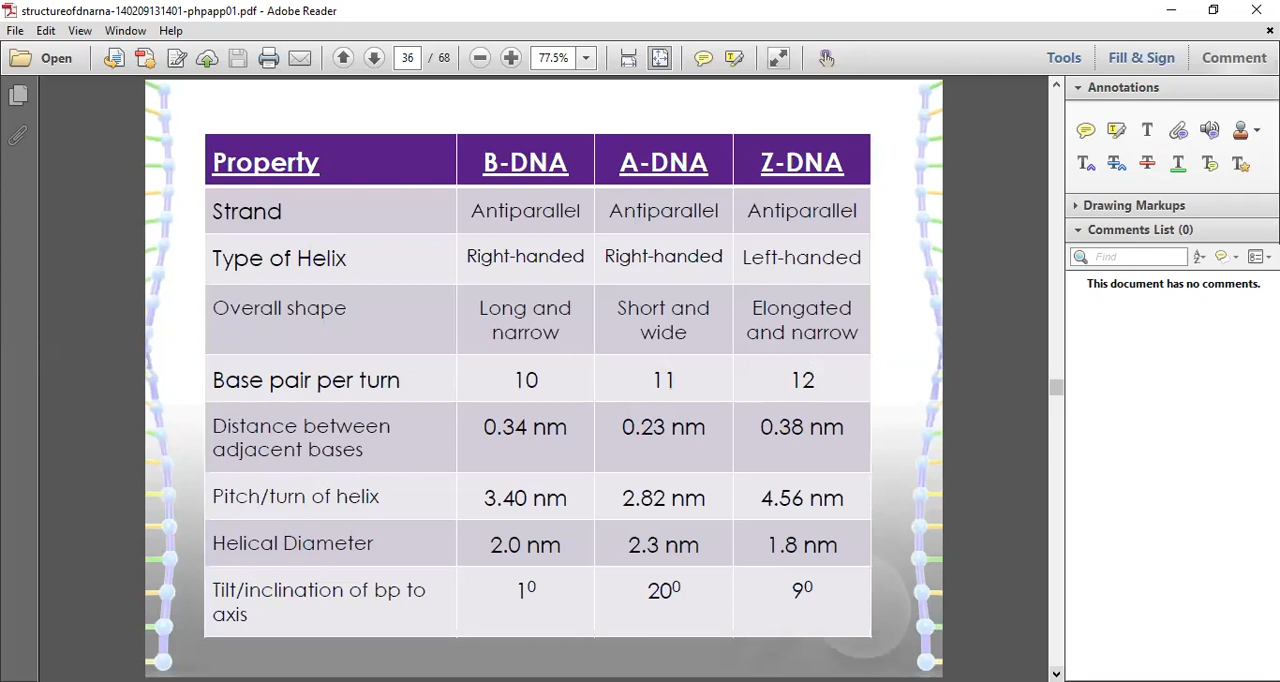 structureofdnarna-140209131401-phpapp01.pdf - Adobe Reader
File Edit View Window Help
Open 36 / 68 77.5% Tools Fill & Sign Comment
Annotations
Drawing Markups
Comments List (0)
Find
This document has no comments.
Property B-DNA A-DNA Z-DNA
Strand Antiparallel Antiparallel Antiparallel
Type of Helix Right-handed Right-handed Left-handed
Overall shape Long and narrow Short and wide Elongated and narrow
Base pair per turn 10 11 12
Distance between adjacent bases 0.34 nm 0.23 nm 0.38 nm
Pitch/turn of helix 3.40 nm 2.82 nm 4.56 nm
Helical Diameter 2.0 nm 2.3 nm 1.8 nm
Tilt/inclination of bp to axis 1⁰ 20⁰ 9⁰